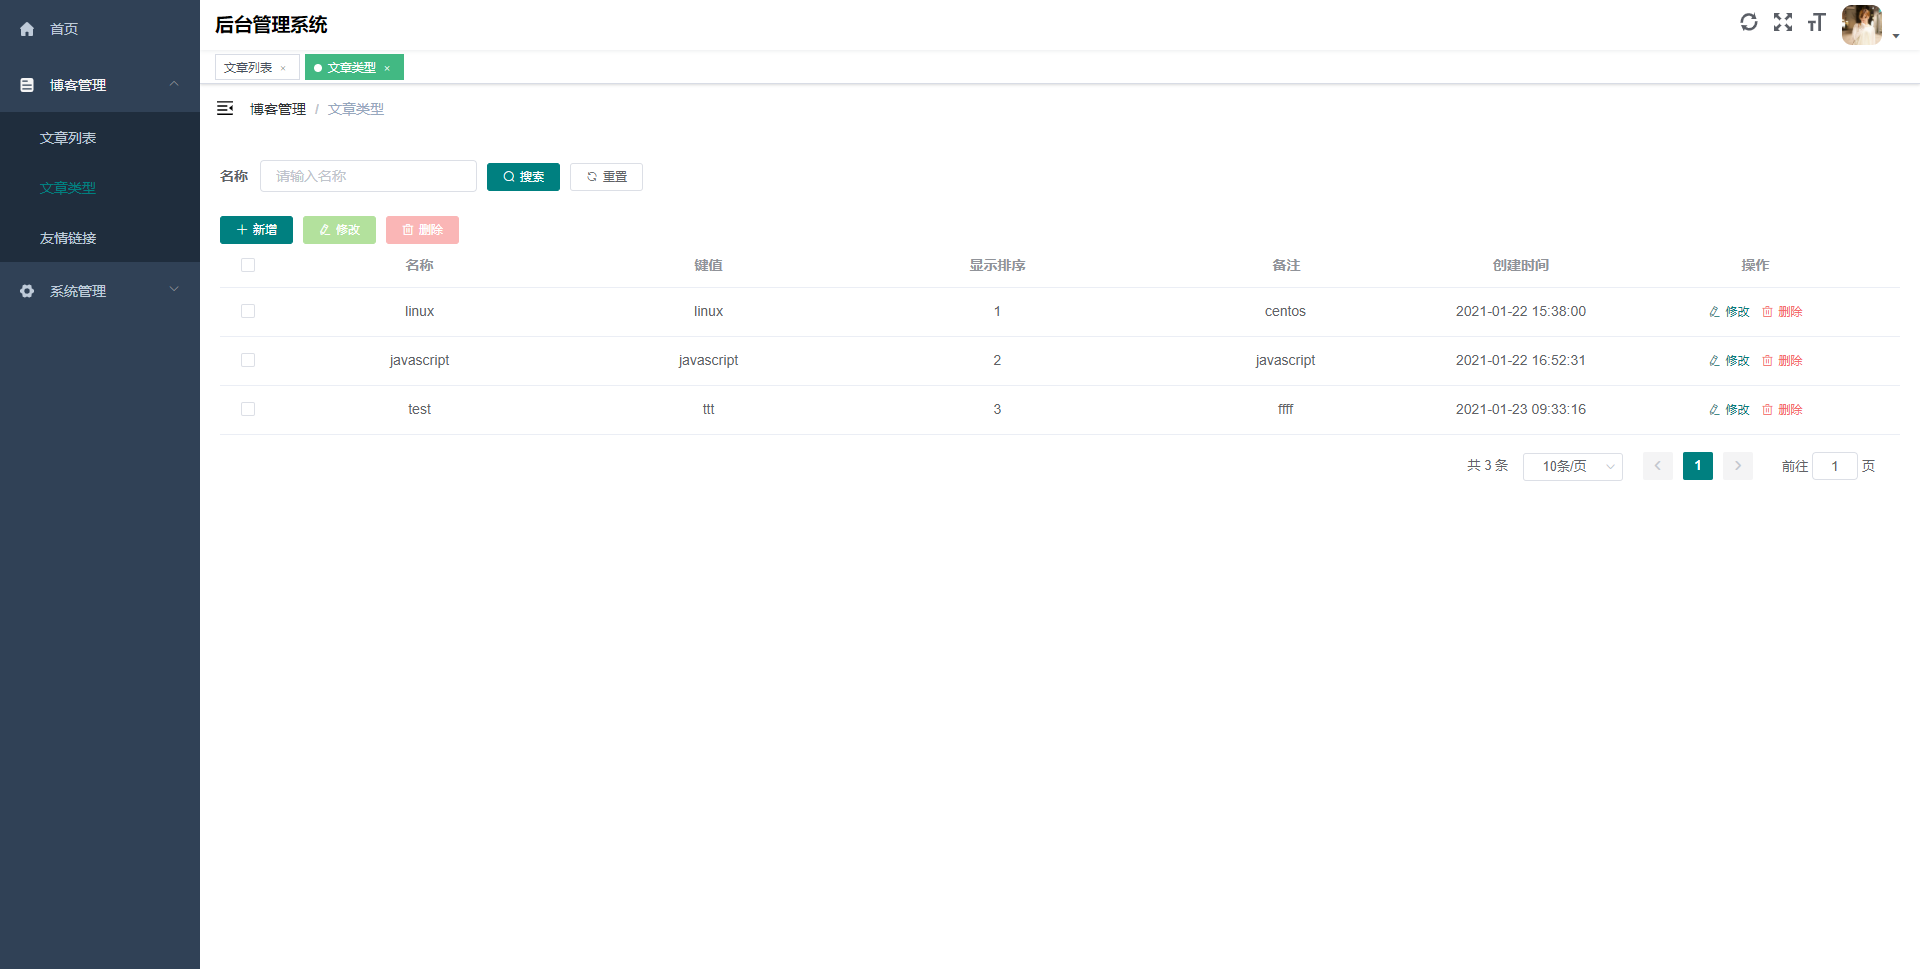 首页
博客管理
文章列表
文章类型
友情链接
系统管理
后台管理系统
文章列表 × 文章类型 ×
博客管理 / 文章类型
名称 请输入名称 搜索 重置
新增 修改 删除
名称 键值 显示排序 备注 创建时间 操作
linux linux 1 centos 2021-01-22 15:38:00 修改 删除
javascript javascript 2 javascript 2021-01-22 16:52:31 修改 删除
test ttt 3 ffff 2021-01-23 09:33:16 修改 删除
共 3 条 10条/页 1 前往 1 页